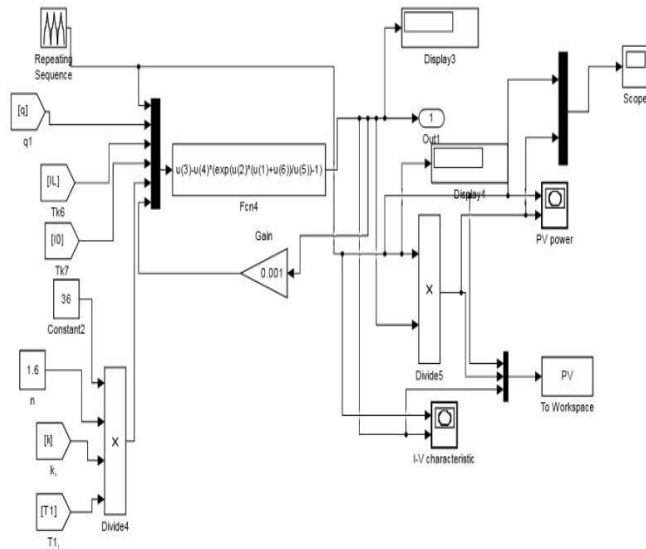 Repeating
Sequence
Display3
[q]
q1
1
Out1
Scope
[IL]
Tk6
u(3)-u(4)*(exp(u(2)*(u(1)+u(6))/u(5))-1)
Fcn4
Display4
[I0]
Tk7
Gain
0.001
PV power
36
Constant2
X
Divide5
1.6
n
PV
To Workspace
[k]
k,
X
I-V characteristic
[T1]
T1,
Divide4